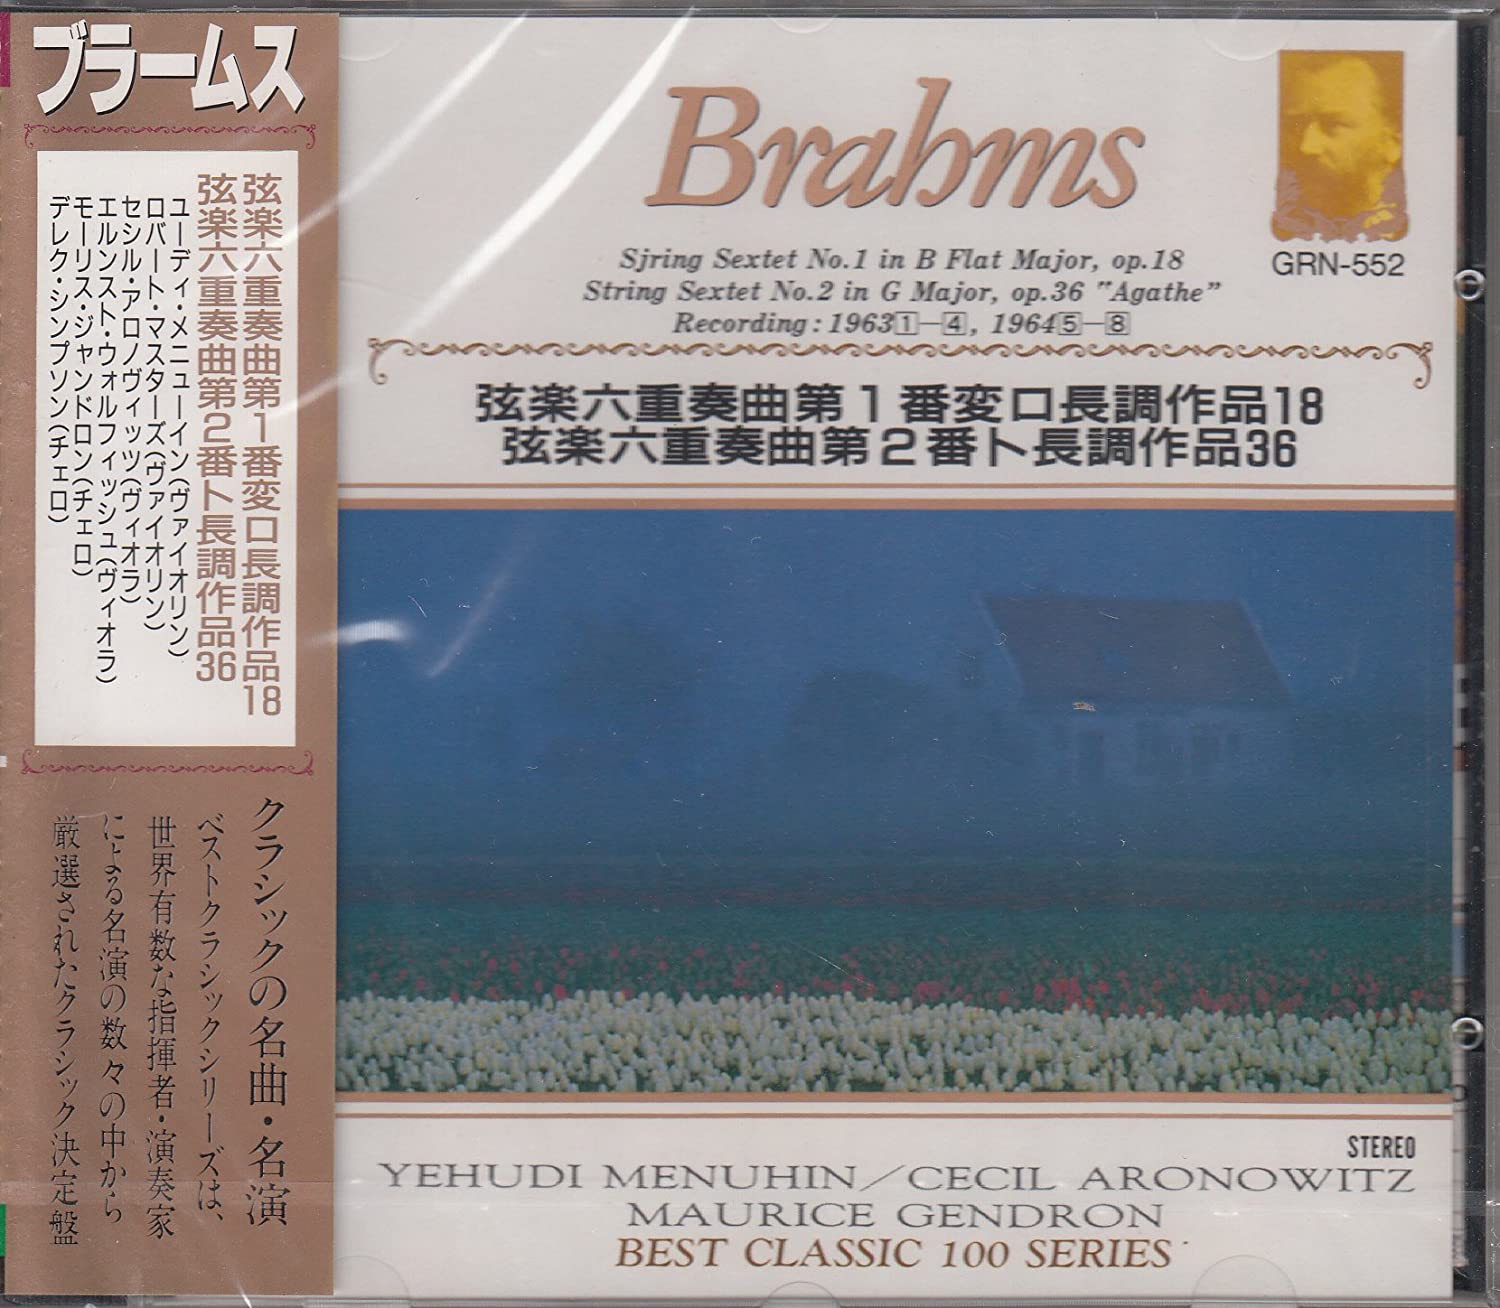 ブラームス
弦楽六重奏曲第1番変ロ長調作品18
弦楽六重奏曲第2番ト長調作品36
ユーディ・メニューイン(ヴァイオリン)
ロバート・マスターズ(ヴァイオリン)
セシル・アロノヴィッツ(ヴィオラ)
エルンスト・ウォルフィッシュ(ヴィオラ)
モーリス・ジャンドロン(チェロ)
デレク・シンプソン(チェロ)
クラシックの名曲・名演
ベストクラシックシリーズは、
世界有数な指揮者・演奏家
による名演の数々の中から
厳選されたクラシック決定盤
Brahms
Sjring Sextet No.1 in B Flat Major, op.18
String Sextet No.2 in G Major, op.36 "Agathe"
Recording: 1963 1-4, 1964 5-8
GRN-552
弦楽六重奏曲第1番変ロ長調作品18
弦楽六重奏曲第2番ト長調作品36
STEREO
YEHUDI MENUHIN/CECIL ARONOWITZ
MAURICE GENDRON
BEST CLASSIC 100 SERIES